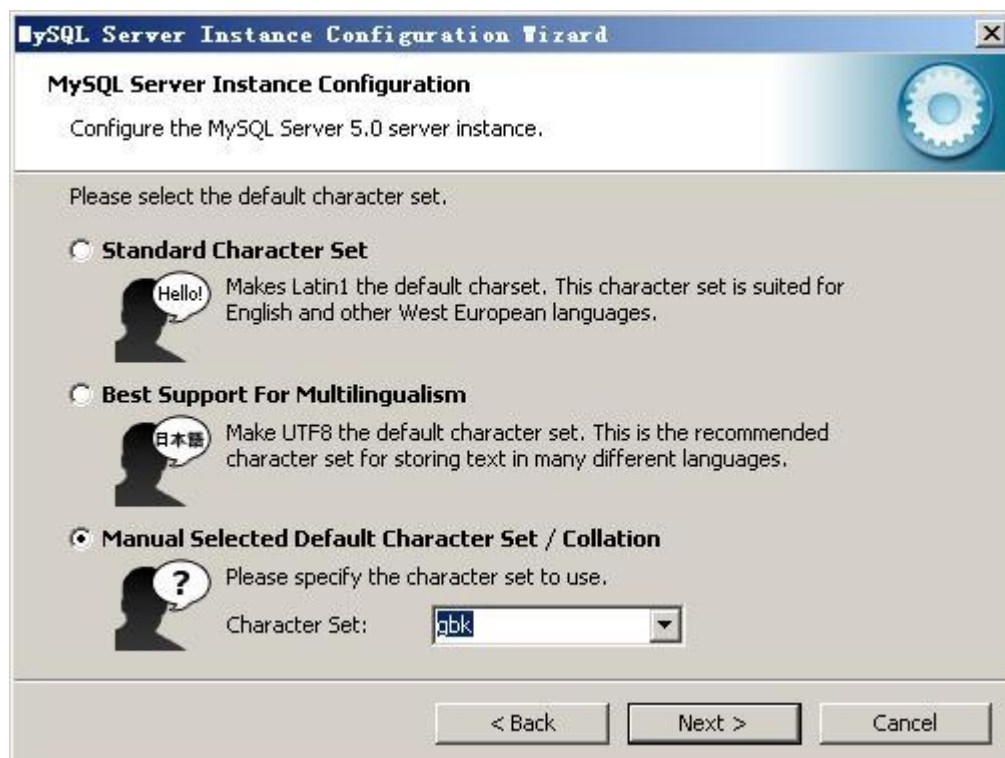 MySQL Server Instance Configuration Wizard
MySQL Server Instance Configuration
Configure the MySQL Server 5.0 server instance.
Please select the default character set.
Standard Character Set
Hello!
Makes Latin1 the default charset. This character set is suited for
English and other West European languages.
Best Support For Multilingualism
日本語
Make UTF8 the default character set. This is the recommended
character set for storing text in many different languages.
Manual Selected Default Character Set / Collation
?
Please specify the character set to use.
Character Set: gbk
< Back Next > Cancel